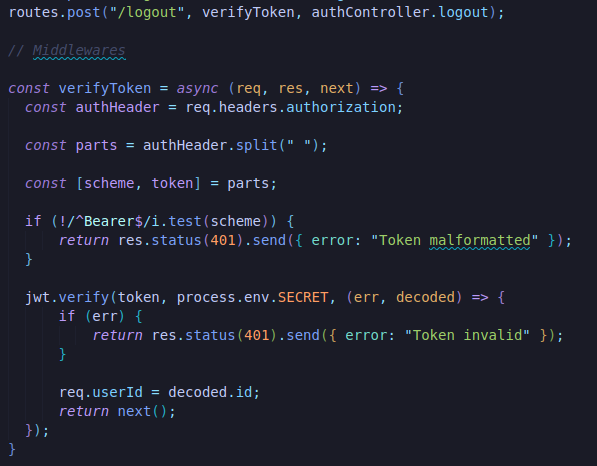 routes.post("/logout", verifyToken, authController.logout);
// Middlewares
const verifyToken = async (req, res, next) => {
const authHeader = req.headers.authorization;
const parts = authHeader.split(" ");
const [scheme, token] = parts;
if (!/^Bearer$/i.test(scheme)) {
return res.status(401).send({ error: "Token malformatted" });
}
jwt.verify(token, process.env.SECRET, (err, decoded) => {
if (err) {
return res.status(401).send({ error: "Token invalid" });
}
req.userId = decoded.id;
return next();
});
}